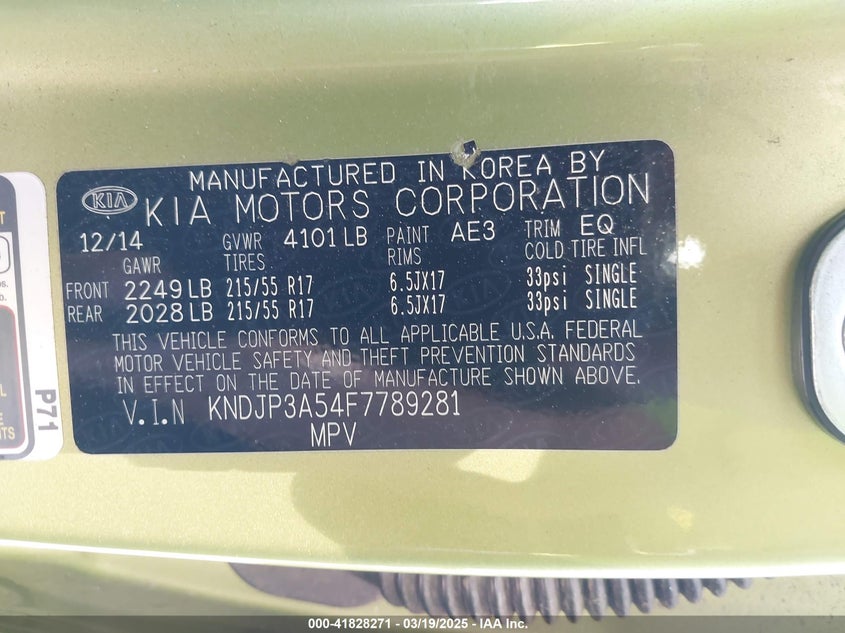 MANUFACTURED IN KOREA BY
KIA KIA MOTORS CORPORATION
12/14 GVWR 4101 LB PAINT AE3 TRIM EQ
GAWR TIRES RIMS COLD TIRE INFL
FRONT 2249 LB 215/55 R17 6.5JX17 33psi SINGLE
REAR 2028 LB 215/55 R17 6.5JX17 33psi SINGLE
THIS VEHICLE CONFORMS TO ALL APPLICABLE U.S.A. FEDERAL
MOTOR VEHICLE SAFETY AND THEFT PREVENTION STANDARDS
IN EFFECT ON THE DATE OF MANUFACTURE SHOWN ABOVE.
V.I.N KNDJP3A54F7789281
MPV
P71
000-41828271 - 03/19/2025 - IAA Inc.